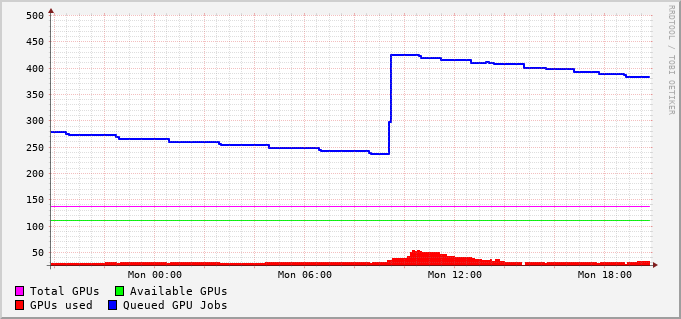 500
450
400
350
300
250
200
150
100
50
Mon 00:00 Mon 06:00 Mon 12:00 Mon 18:00
Total GPUs Available GPUs
GPUs used Queued GPU Jobs
RRDTOOL / TOBI OETIKER